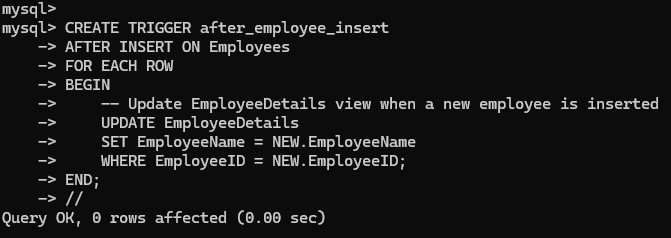 mysql>
mysql> CREATE TRIGGER after_employee_insert
    -> AFTER INSERT ON Employees
    -> FOR EACH ROW
    -> BEGIN
    ->     -- Update EmployeeDetails view when a new employee is inserted
    ->     UPDATE EmployeeDetails
    ->     SET EmployeeName = NEW.EmployeeName
    ->     WHERE EmployeeID = NEW.EmployeeID;
    -> END;
    -> //
Query OK, 0 rows affected (0.00 sec)